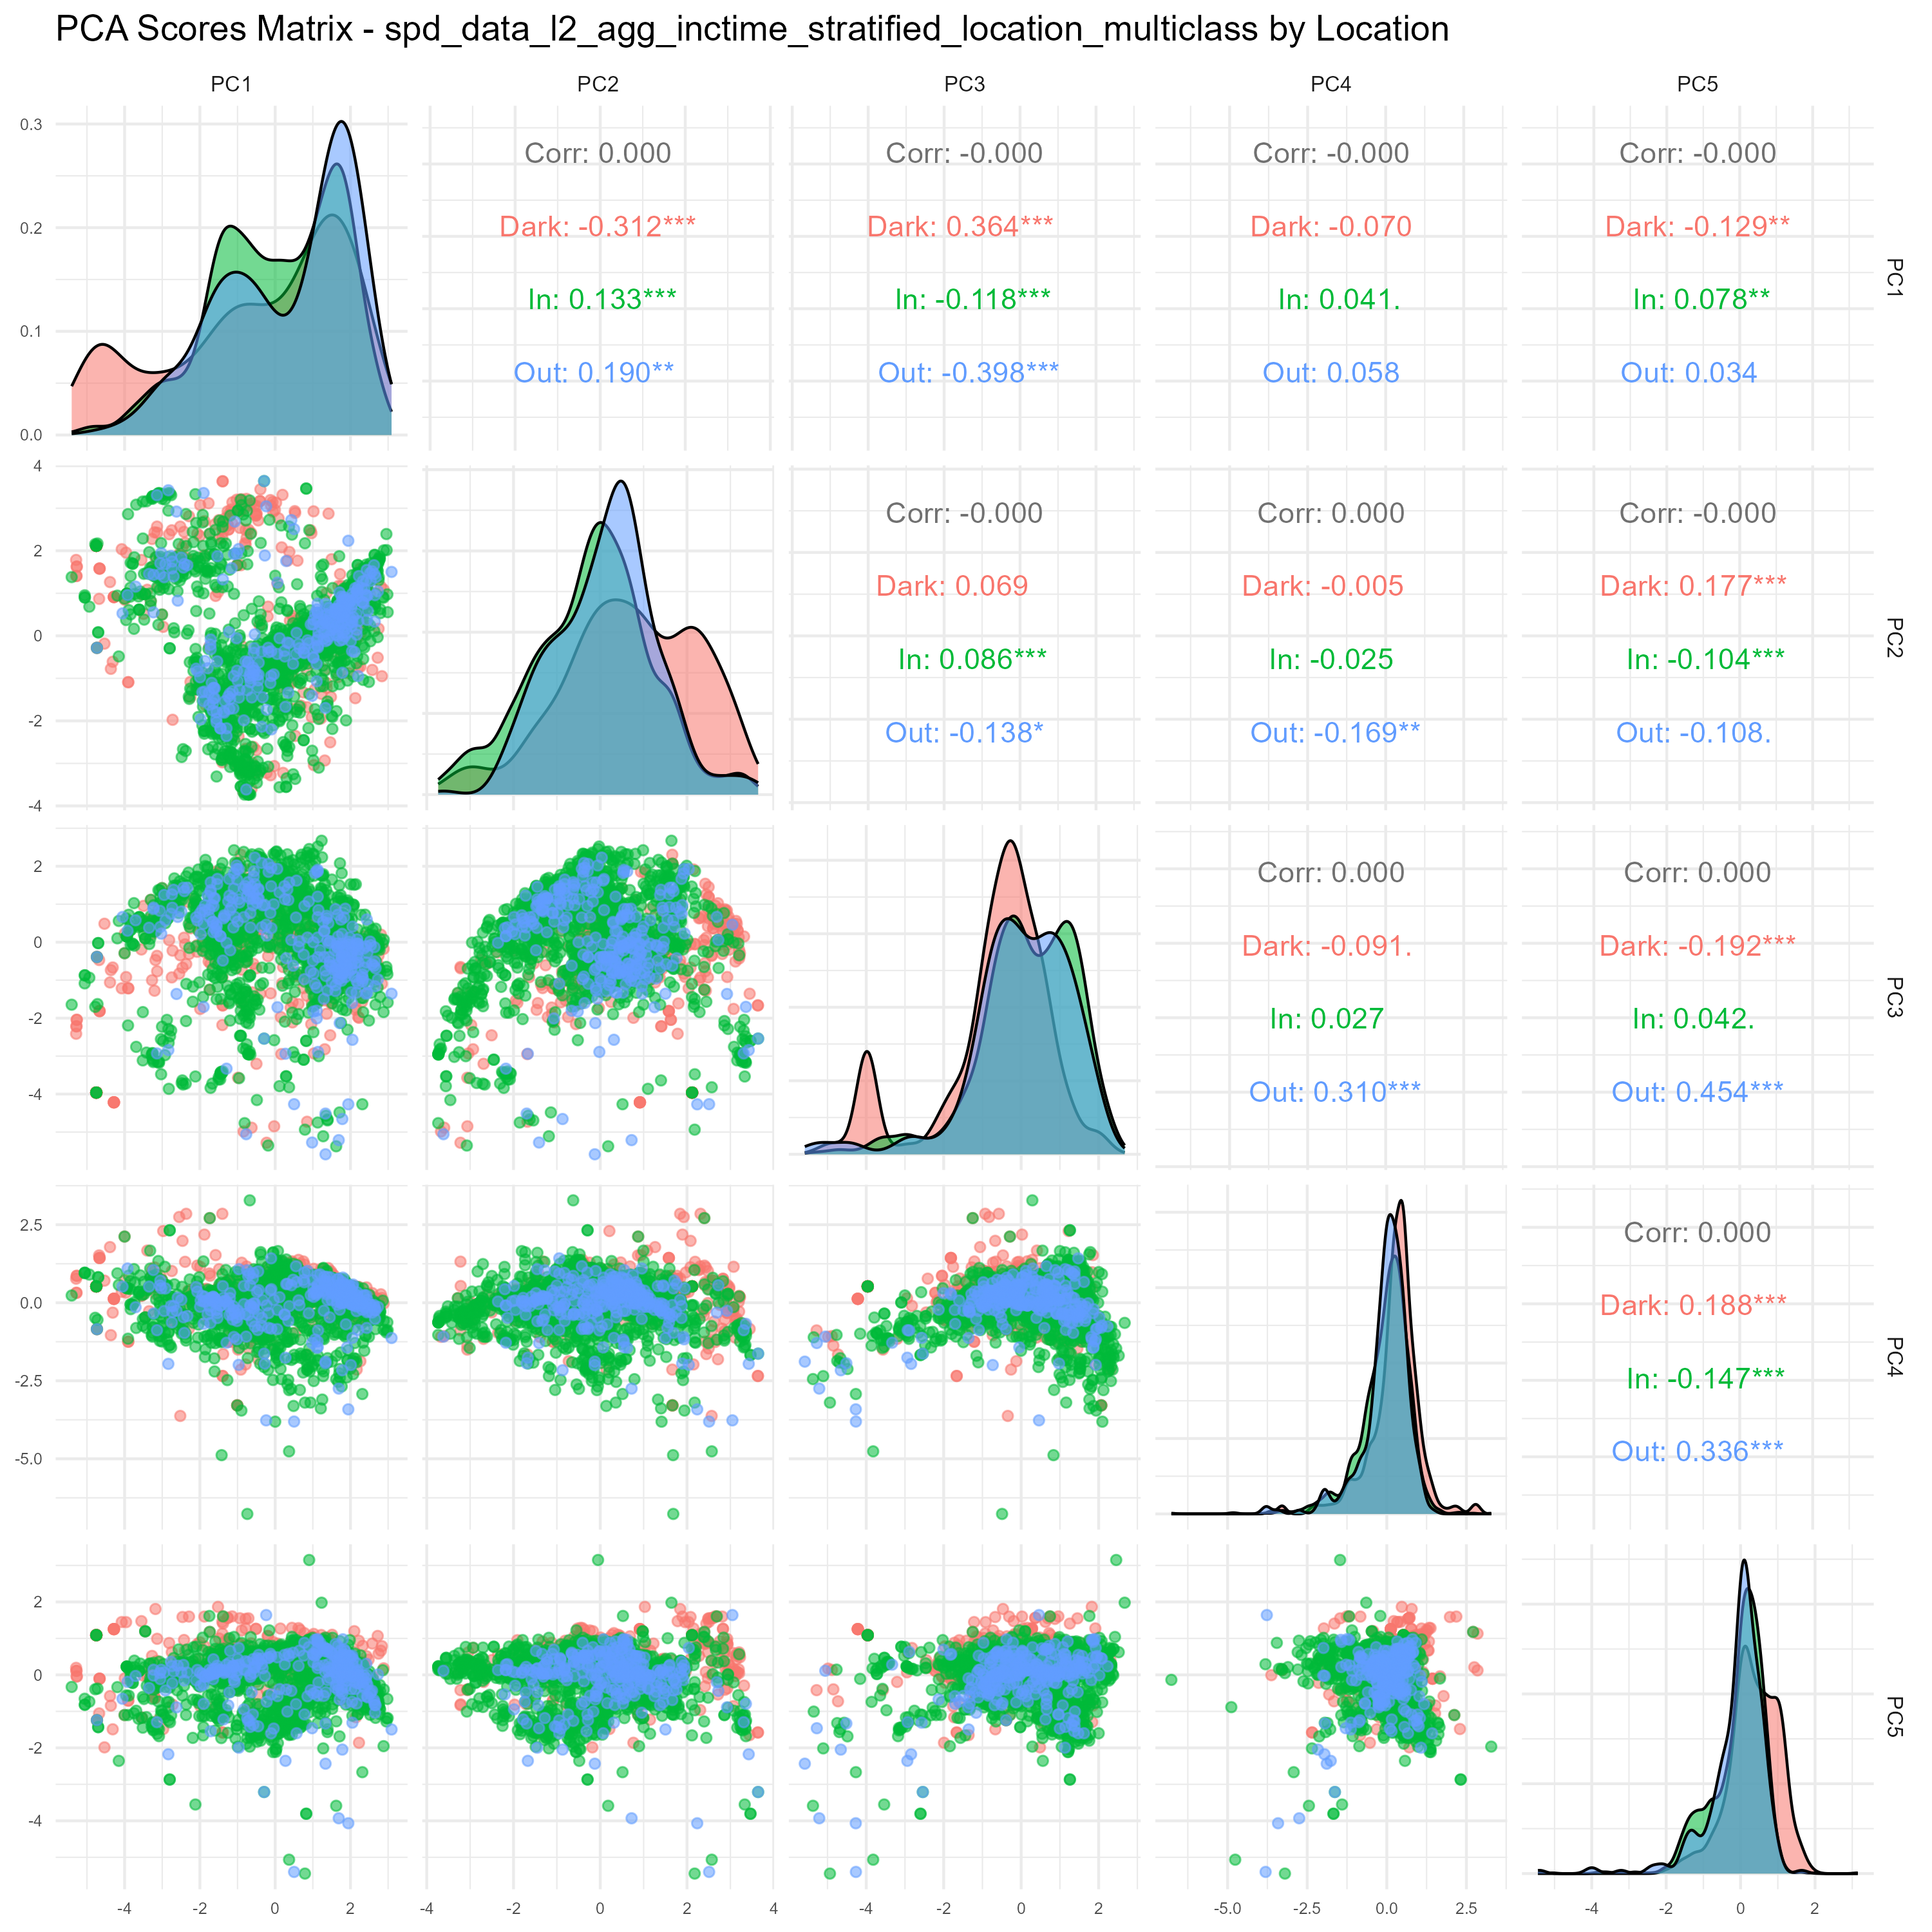 PCA Scores Matrix - spd_data_l2_agg_inctime_stratified_location_multiclass by Location
PC1 PC2 PC3 PC4 PC5
0.3
0.2
0.1
0.0
Corr: 0.000
Dark: -0.312***
In: 0.133***
Out: 0.190**
Corr: -0.000
Dark: 0.364***
In: -0.118***
Out: -0.398***
Corr: -0.000
Dark: -0.070
In: 0.041.
Out: 0.058
Corr: -0.000
Dark: -0.129**
In: 0.078**
Out: 0.034
PC1
4
2
0
-2
-4
Corr: -0.000
Dark: 0.069
In: 0.086***
Out: -0.138*
Corr: 0.000
Dark: -0.005
In: -0.025
Out: -0.169**
Corr: -0.000
Dark: 0.177***
In: -0.104***
Out: -0.108.
PC2
2
0
-2
-4
Corr: 0.000
Dark: -0.091.
In: 0.027
Out: 0.310***
Corr: 0.000
Dark: -0.192***
In: 0.042.
Out: 0.454***
PC3
2.5
0.0
-2.5
-5.0
Corr: 0.000
Dark: 0.188***
In: -0.147***
Out: 0.336***
PC4
2
0
-2
-4
PC5
-4 -2 0 2 -4 -2 0 2 4 -4 -2 0 2 -5.0 -2.5 0.0 2.5 -4 -2 0 2